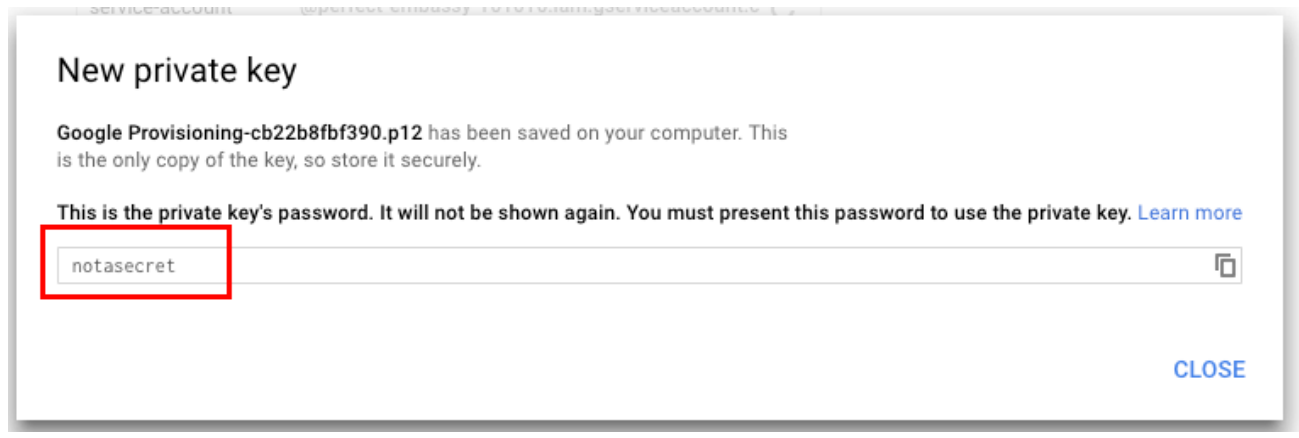 service-account
New private key
Google Provisioning-cb22b8fbf390.p12 has been saved on your computer. This
is the only copy of the key, so store it securely.
This is the private key's password. It will not be shown again. You must present this password to use the private key. Learn more
notasecret
CLOSE